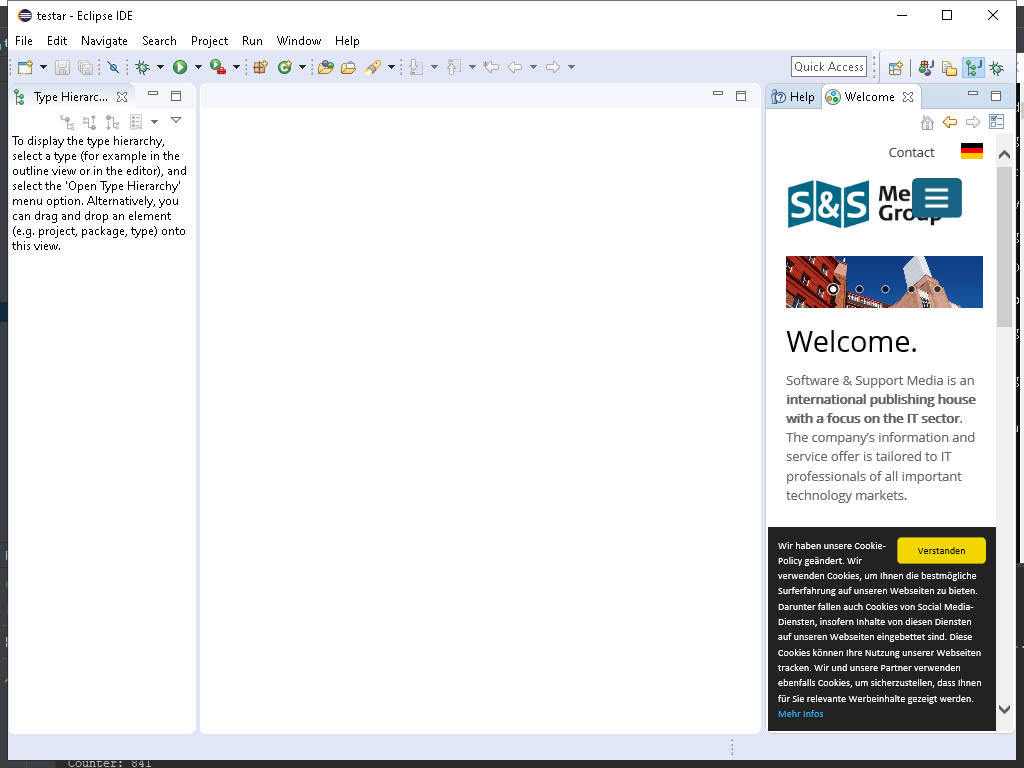 testar - Eclipse IDE
File Edit Navigate Search Project Run Window Help
Quick Access
Type Hierarc...
Help
Welcome
To display the type hierarchy,
select a type (for example in the
outline view or in the editor), and
select the 'Open Type Hierarchy'
menu option. Alternatively, you
can drag and drop an element
(e.g. project, package, type) onto
this view.
Contact
S&S
Me
Group
Welcome.
Software & Support Media is an
international publishing house
with a focus on the IT sector.
The company's information and
service offer is tailored to IT
professionals of all important
technology markets.
Verstanden
Wir haben unsere Cookie-
Policy geändert. Wir
verwenden Cookies, um Ihnen die bestmögliche
Surferfahrung auf unseren Webseiten zu bieten.
Darunter fallen auch Cookies von Social Media-
Diensten, insofern Inhalte von diesen Diensten
auf unseren Webseiten eingebettet sind. Diese
Cookies können Ihre Nutzung unserer Webseiten
tracken. Wir und unsere Partner verwenden
ebenfalls Cookies, um sicherzustellen, dass Ihnen
für Sie relevante Werbeinhalte gezeigt werden.
Mehr Infos
Counter: 841